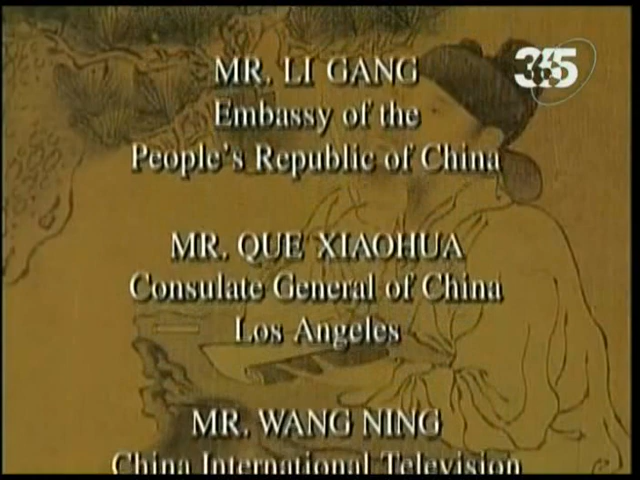 365
MR. LI GANG
Embassy of the
People's Republic of China
MR. QUE XIAOHUA
Consulate General of China
Los Angeles
MR. WANG NING
China International Television